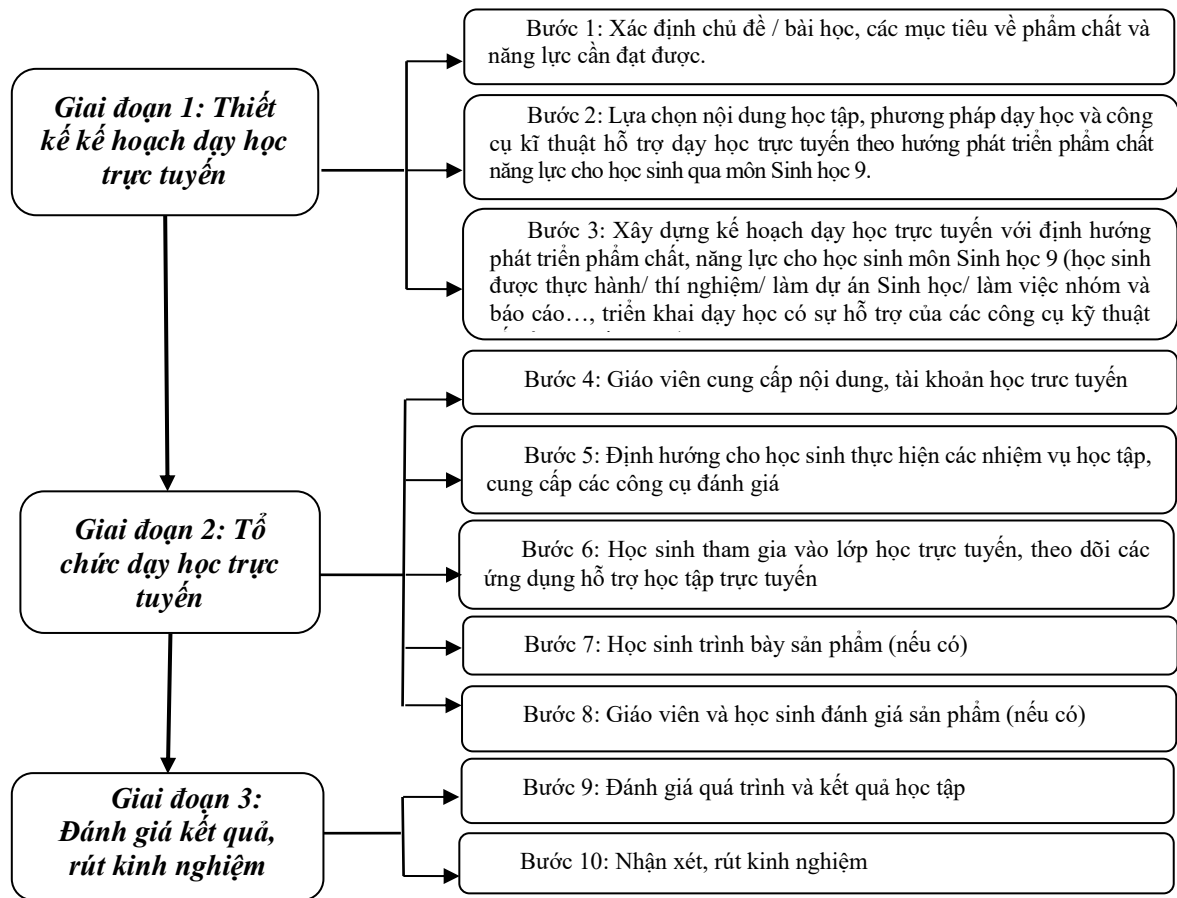 Giai đoạn 1: Thiết
kế kế hoạch dạy học
trực tuyến
Bước 1: Xác định chủ đề / bài học, các mục tiêu về phẩm chất và
năng lực cần đạt được.
Bước 2: Lựa chọn nội dung học tập, phương pháp dạy học và công
cụ kĩ thuật hỗ trợ dạy học trực tuyến theo hướng phát triển phẩm chất
năng lực cho học sinh qua môn Sinh học 9.
Bước 3: Xây dựng kế hoạch dạy học trực tuyến với định hướng
phát triển phẩm chất, năng lực cho học sinh môn Sinh học 9 (học sinh
được thực hành/ thí nghiệm/ làm dự án Sinh học/ làm việc nhóm và
báo cáo…, triển khai dạy học có sự hỗ trợ của các công cụ kỹ thuật
Giai đoạn 2: Tổ
chức dạy học trực
tuyến
Bước 4: Giáo viên cung cấp nội dung, tài khoản học trưc tuyến
Bước 5: Định hướng cho học sinh thực hiện các nhiệm vụ học tập,
cung cấp các công cụ đánh giá
Bước 6: Học sinh tham gia vào lớp học trực tuyến, theo dõi các
ứng dụng hỗ trợ học tập trực tuyến
Bước 7: Học sinh trình bày sản phẩm (nếu có)
Bước 8: Giáo viên và học sinh đánh giá sản phẩm (nếu có)
Giai đoạn 3:
Đánh giá kết quả,
rút kinh nghiệm
Bước 9: Đánh giá quá trình và kết quả học tập
Bước 10: Nhận xét, rút kinh nghiệm